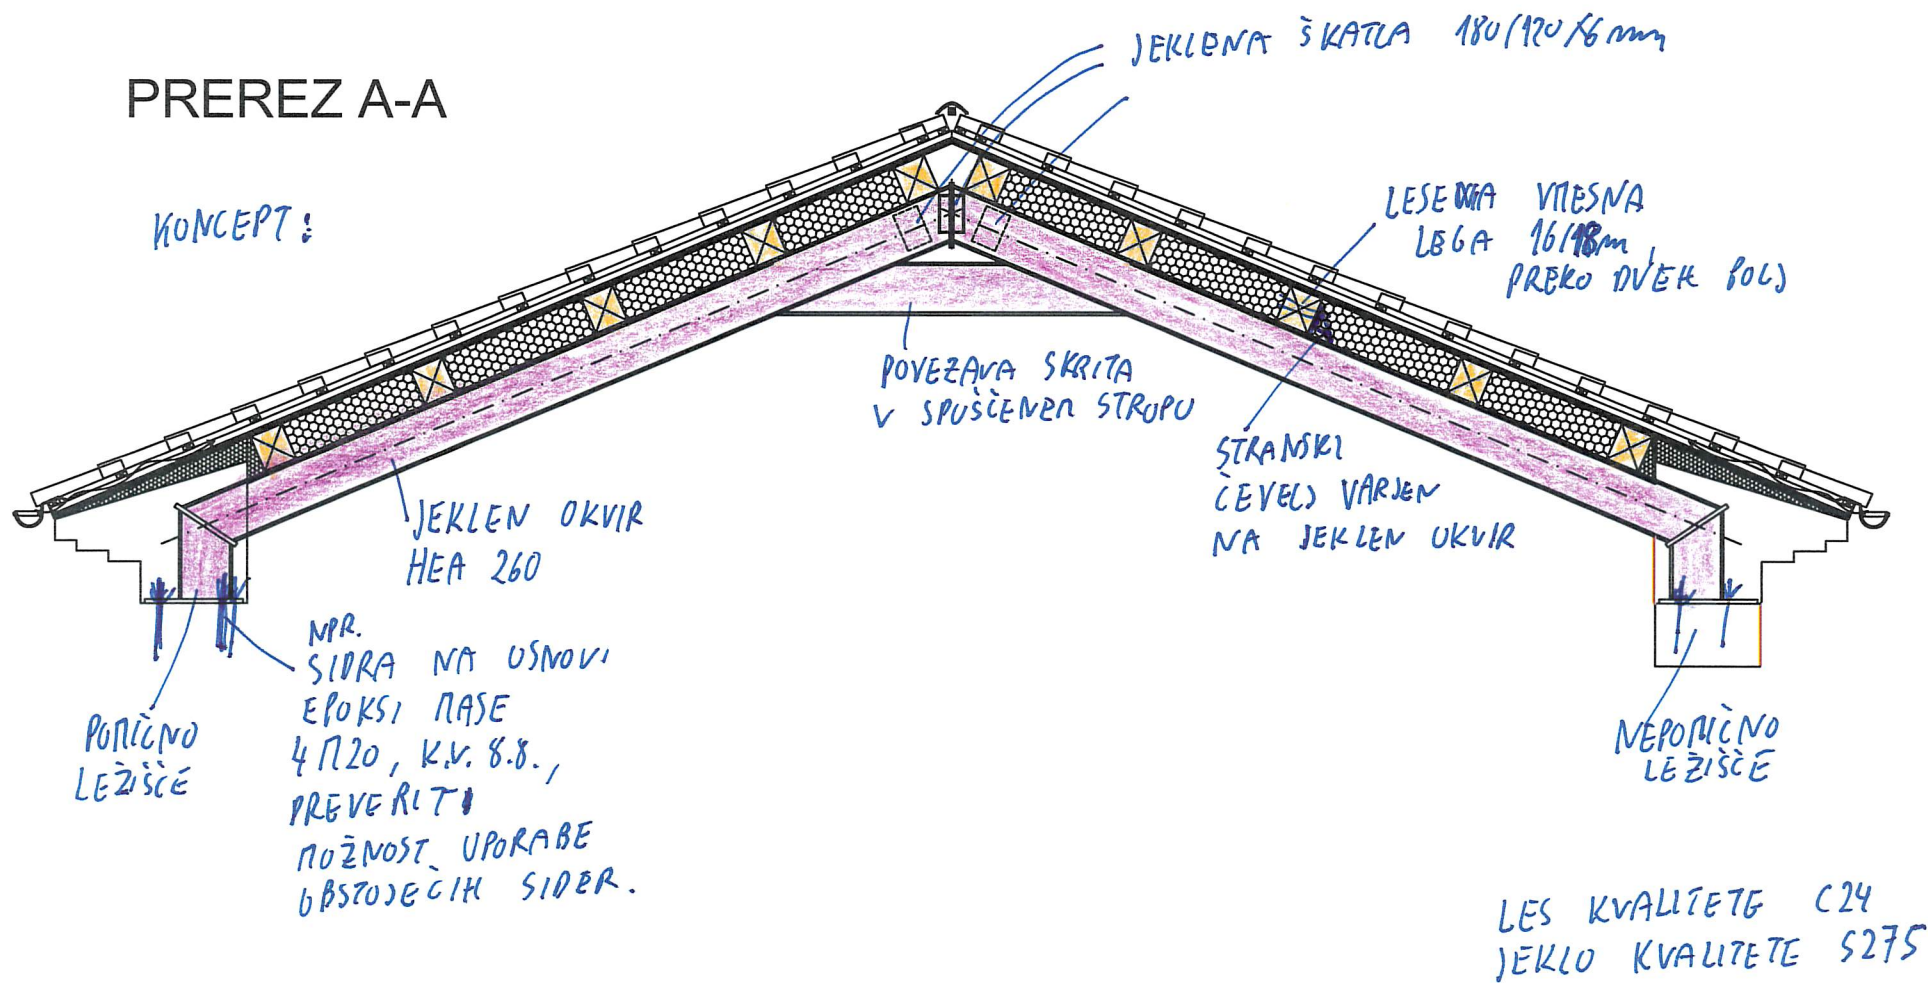 PREREZ A-A
KONCEPT:
JEKLENA ŠKATLA 180/120/6 mm
LESENA VMESNA
LEGA 16/18m,
PREKO DVEH POLJ
POVEZAVA SKRITA
V SPUŠČENEM STROPU
STRANSKI
ČEVELJ VARJEN
NA JEKLEN OKVIR
JEKLEN OKVIR
HEA 260
NPR.
SIDRA NA OSNOVI
EPOKSI MASE
4 M20, K.V. 8.8.,
PREVERITI
MOŽNOST UPORABE
OBSTOJEČIH SIDER.
POMIČNO
LEŽIŠČE
NEPOMIČNO
LEŽIŠČE
LES KVALITETE C24
JEKLO KVALITETE S275